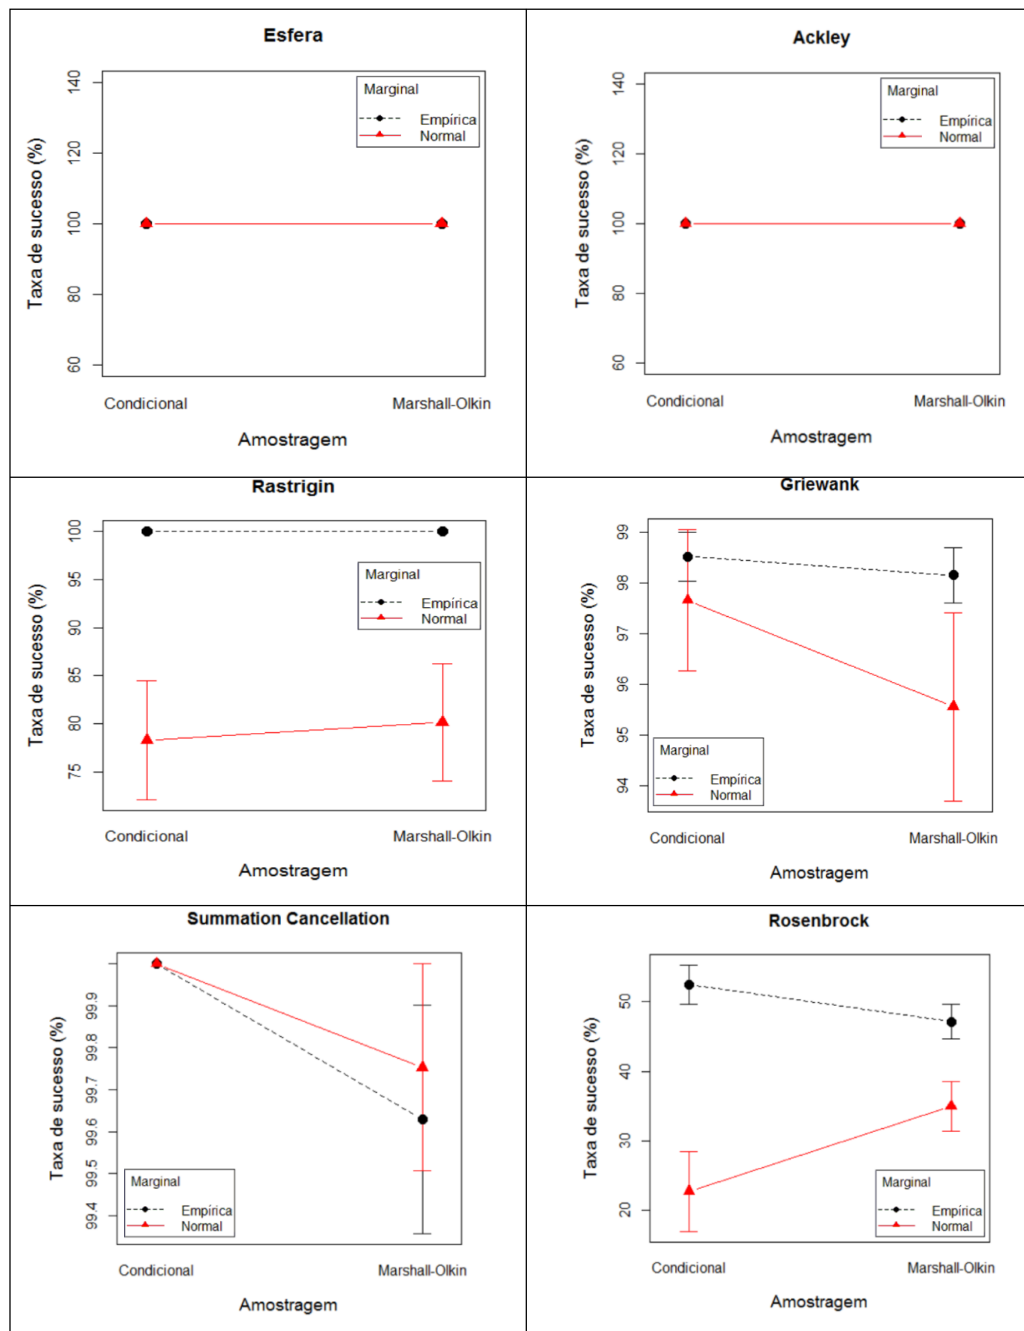 Esfera
Taxa de sucesso (%)
140
120
100
80
60
Marginal
Empírica
Normal
Condicional
Marshall-Olkin
Amostragem
Ackley
Taxa de sucesso (%)
140
120
100
80
60
Marginal
Empírica
Normal
Condicional
Marshall-Olkin
Amostragem
Rastrigin
Taxa de sucesso (%)
100
95
90
85
80
75
Marginal
Empírica
Normal
Condicional
Marshall-Olkin
Amostragem
Griewank
Taxa de sucesso (%)
99
98
97
96
95
94
Marginal
Empírica
Normal
Condicional
Marshall-Olkin
Amostragem
Summation Cancellation
Taxa de sucesso (%)
99.9
99.8
99.7
99.6
99.5
99.4
Marginal
Empírica
Normal
Condicional
Marshall-Olkin
Amostragem
Rosenbrock
Taxa de sucesso (%)
50
40
30
20
Marginal
Empírica
Normal
Condicional
Marshall-Olkin
Amostragem